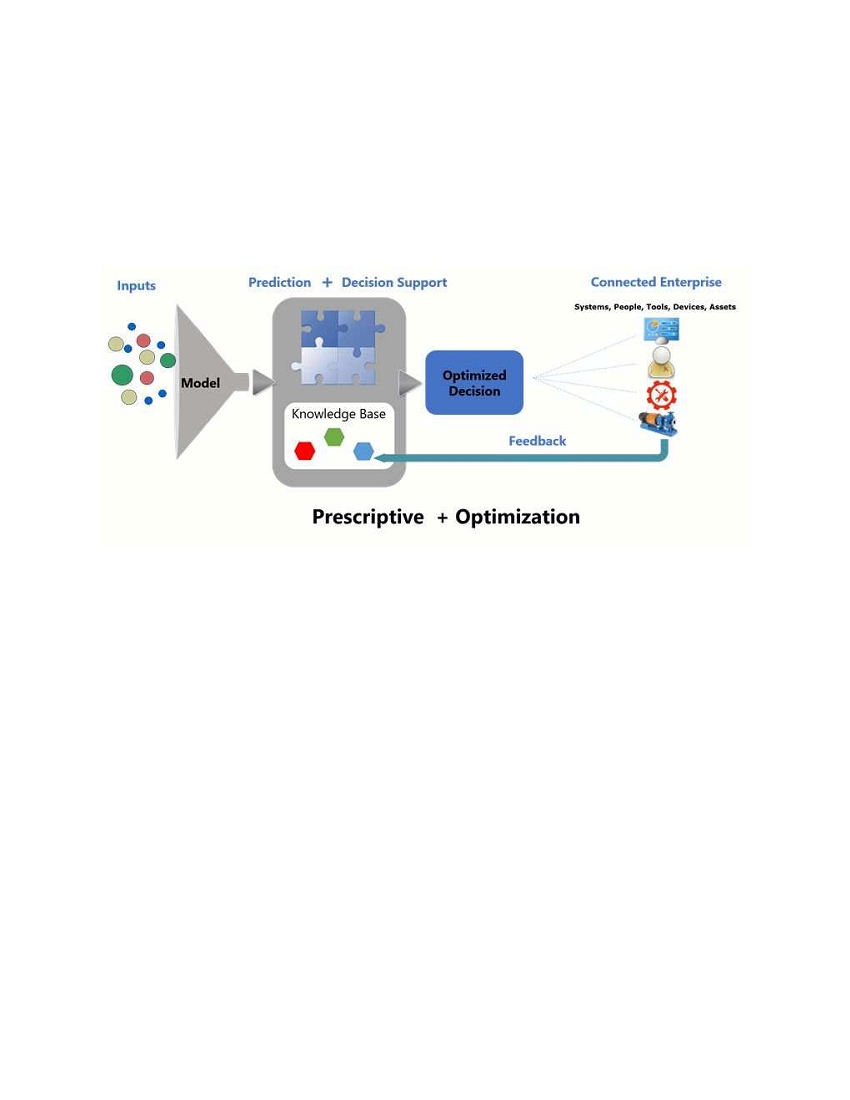 Inputs
Prediction + Decision Support
Connected Enterprise
Systems, People, Tools, Devices, Assets
Model
Optimized
Decision
Knowledge Base
Feedback
Prescriptive + Optimization